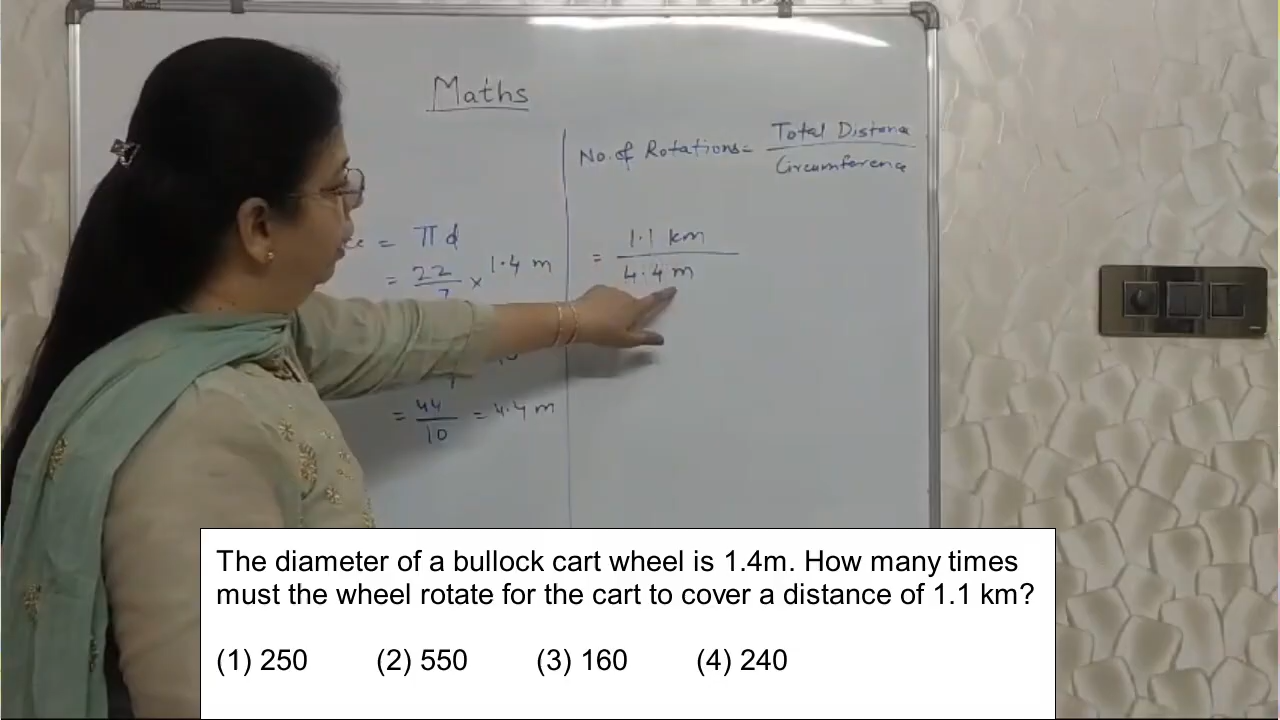 Maths
= π d
= 22/7 × 1.4 m
= 44/10 = 4.4 m
No. of Rotations = Total Distance / Circumference
= 1.1 km / 4.4 m
The diameter of a bullock cart wheel is 1.4m. How many times
must the wheel rotate for the cart to cover a distance of 1.1 km?
(1) 250 (2) 550 (3) 160 (4) 240